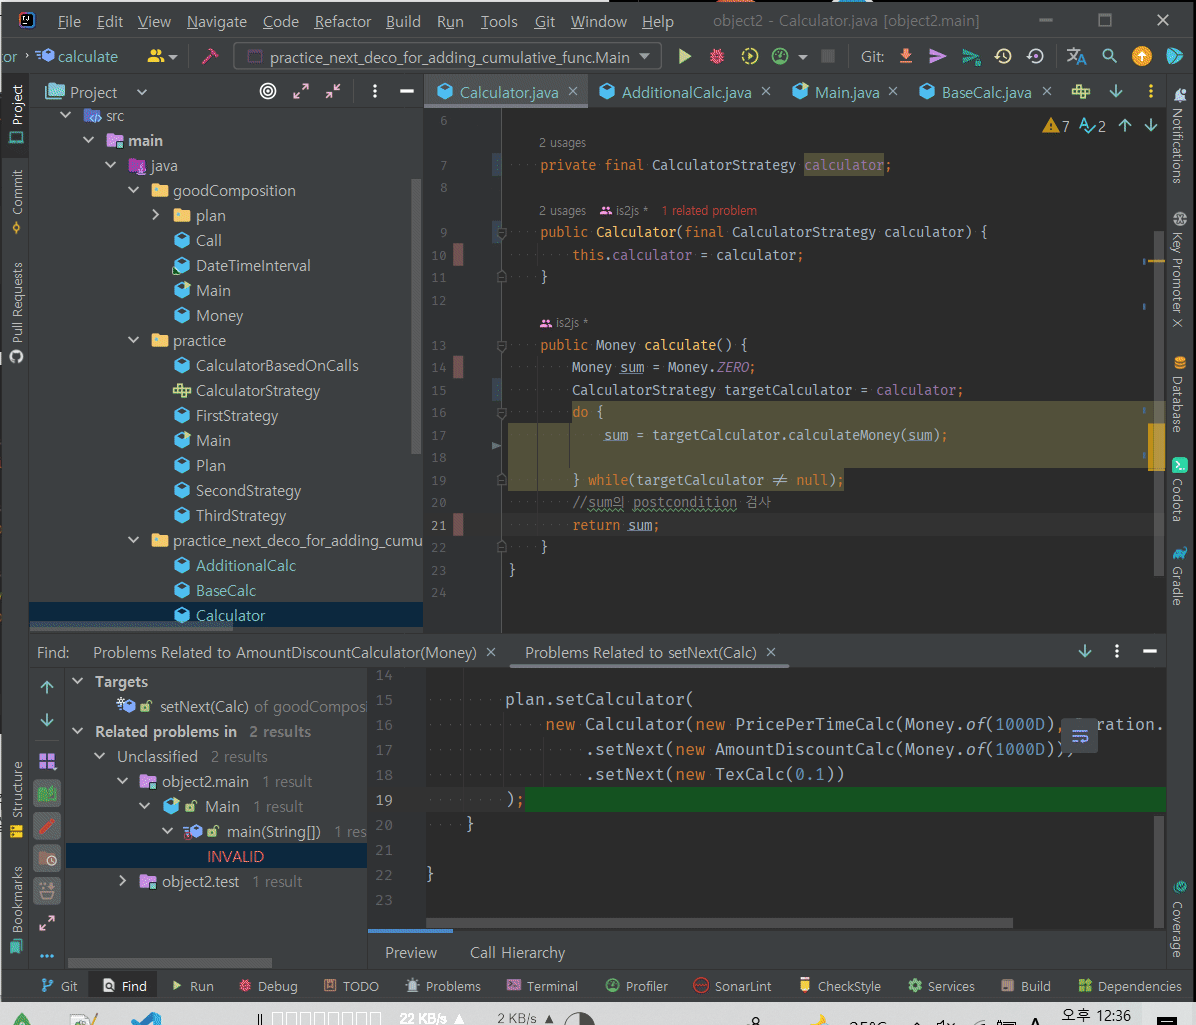 File Edit View Navigate Code Refactor Build Run Tools Git Window Help object2 - Calculator.java [object2.main]
tor calculate practice_next_deco_for_adding_cumulative_func.Main Git:
Project
Calculator.java AdditionalCalc.java Main.java BaseCalc.java
Project
Commit
Pull Requests
Structure
Bookmarks
src
main
java
goodComposition
plan
Call
DateTimeInterval
Main
Money
practice
CalculatorBasedOnCalls
CalculatorStrategy
FirstStrategy
Main
Plan
SecondStrategy
ThirdStrategy
practice_next_deco_for_adding_cumu
AdditionalCalc
BaseCalc
Calculator
7 2
6
2 usages
7 private final CalculatorStrategy calculator;
8
2 usages is2js * 1 related problem
9 public Calculator(final CalculatorStrategy calculator) {
10 this.calculator = calculator;
11 }
12
is2js *
13 public Money calculate() {
14 Money sum = Money.ZERO;
15 CalculatorStrategy targetCalculator = calculator;
16 do {
17 sum = targetCalculator.calculateMoney(sum);
18
19 } while(targetCalculator ≠ null);
20 //sum의 postcondition 검사
21 return sum;
22 }
23 }
24
Notifications
Key Promoter X
Database
Codota
Gradle
Coverage
Find: Problems Related to AmountDiscountCalculator(Money) Problems Related to setNext(Calc)
Targets
setNext(Calc) of goodComposi
Related problems in 2 results
Unclassified 2 results
object2.main 1 result
Main 1 result
main(String[]) 1 res
INVALID
object2.test 1 result
14
15 plan.setCalculator(
16 new Calculator(new PricePerTimeCalc(Money.of(1000D), ration.
17 .setNext(new AmountDiscountCalc(Money.of(1000D)))
18 .setNext(new TexCalc(0.1))
19 );
20 }
21
22 }
23
Preview Call Hierarchy
Git Find Run Debug TODO Problems Terminal Profiler SonarLint CheckStyle Services Build Dependencies
22 KB/s 2 KB/s 오후 12:36